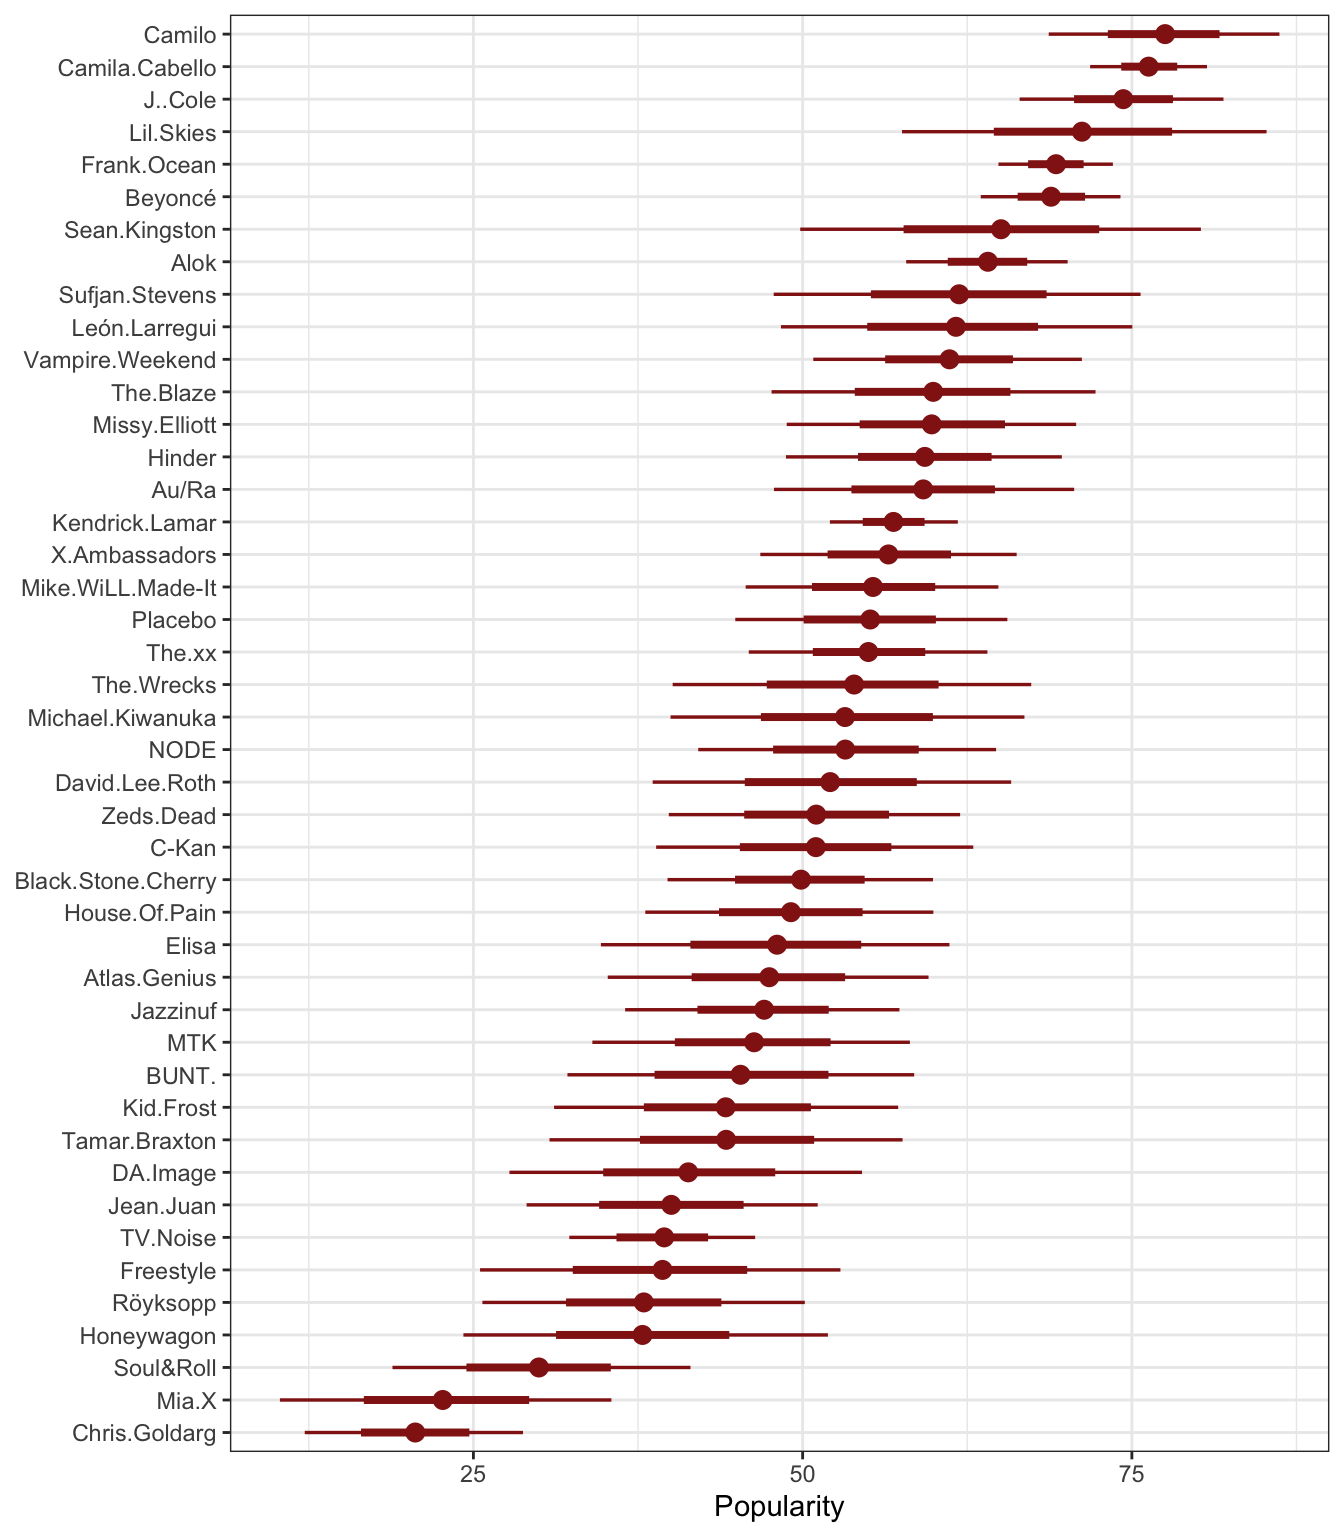 Camilo
Camila.Cabello
J..Cole
Lil.Skies
Frank.Ocean
Beyoncé
Sean.Kingston
Alok
Sufjan.Stevens
León.Larregui
Vampire.Weekend
The.Blaze
Missy.Elliott
Hinder
Au/Ra
Kendrick.Lamar
X.Ambassadors
Mike.WiLL.Made-It
Placebo
The.xx
The.Wrecks
Michael.Kiwanuka
NODE
David.Lee.Roth
Zeds.Dead
C-Kan
Black.Stone.Cherry
House.Of.Pain
Elisa
Atlas.Genius
Jazzinuf
MTK
BUNT.
Kid.Frost
Tamar.Braxton
DA.Image
Jean.Juan
TV.Noise
Freestyle
Röyksopp
Honeywagon
Soul&Roll
Mia.X
Chris.Goldarg
25 50 75
Popularity